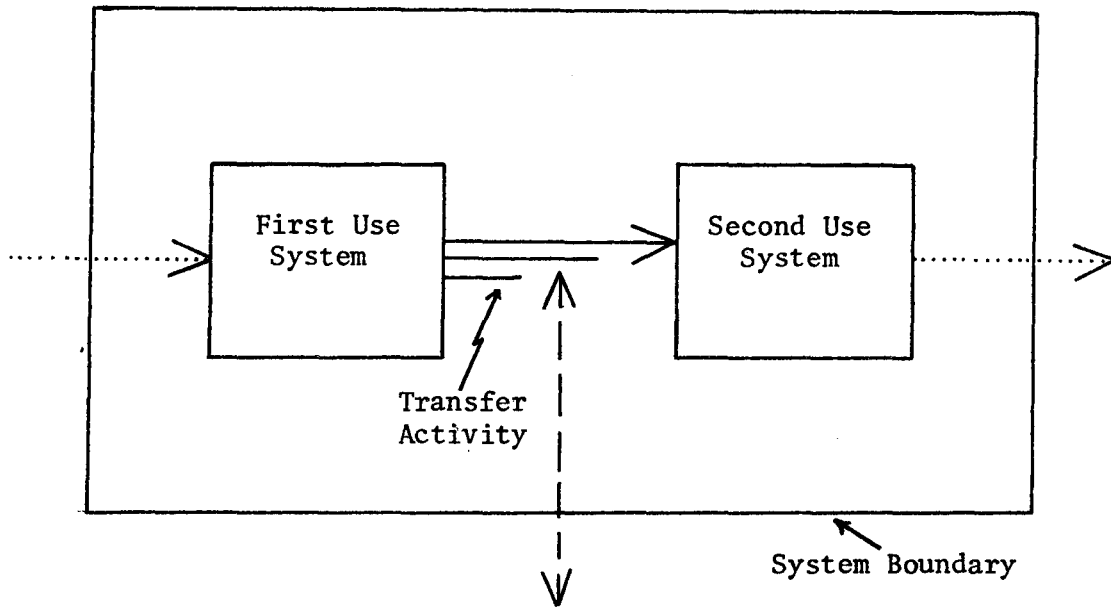 First Use
System
Second Use
System
Transfer
Activity
System Boundary